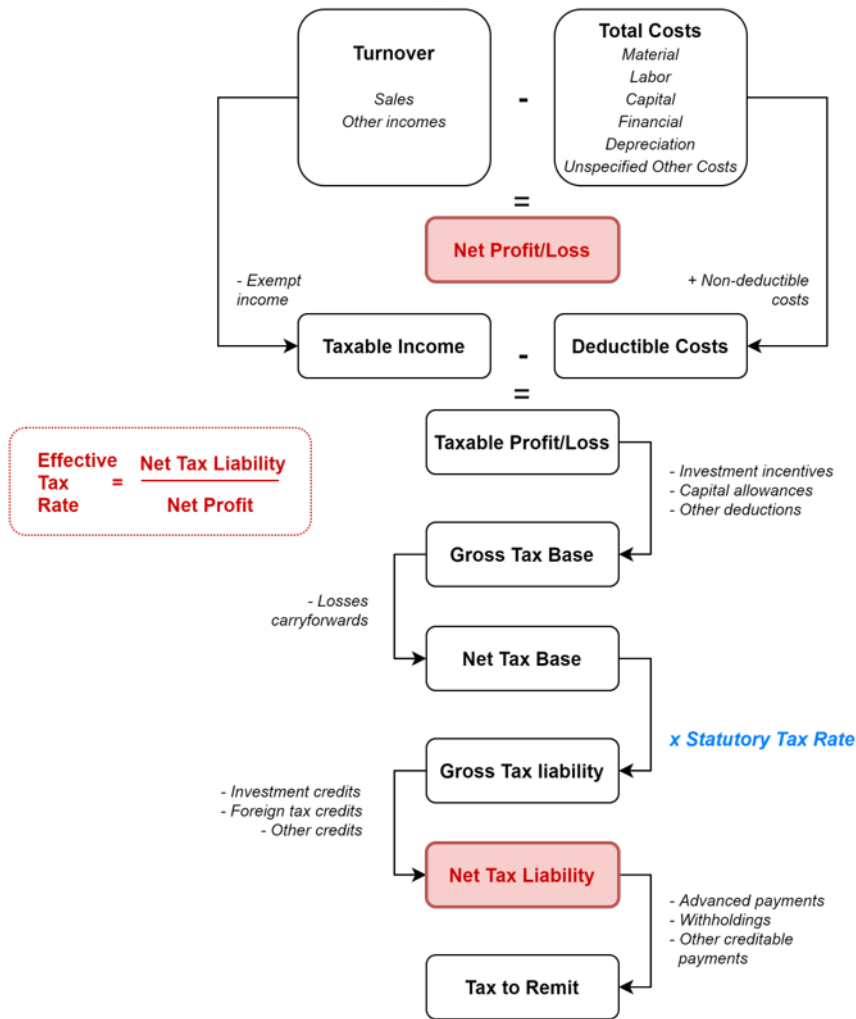 Turnover
Sales
Other incomes
-
Total Costs
Material
Labor
Capital
Financial
Depreciation
Unspecified Other Costs
=
Net Profit/Loss
- Exempt
income
+ Non-deductible
costs
Taxable Income
-
Deductible Costs
=
Taxable Profit/Loss
Effective
Tax
Rate
=
Net Tax Liability
Net Profit
- Investment incentives
- Capital allowances
- Other deductions
Gross Tax Base
- Losses
carryforwards
Net Tax Base
x Statutory Tax Rate
Gross Tax liability
- Investment credits
- Foreign tax credits
- Other credits
Net Tax Liability
- Advanced payments
- Withholdings
- Other creditable
payments
Tax to Remit